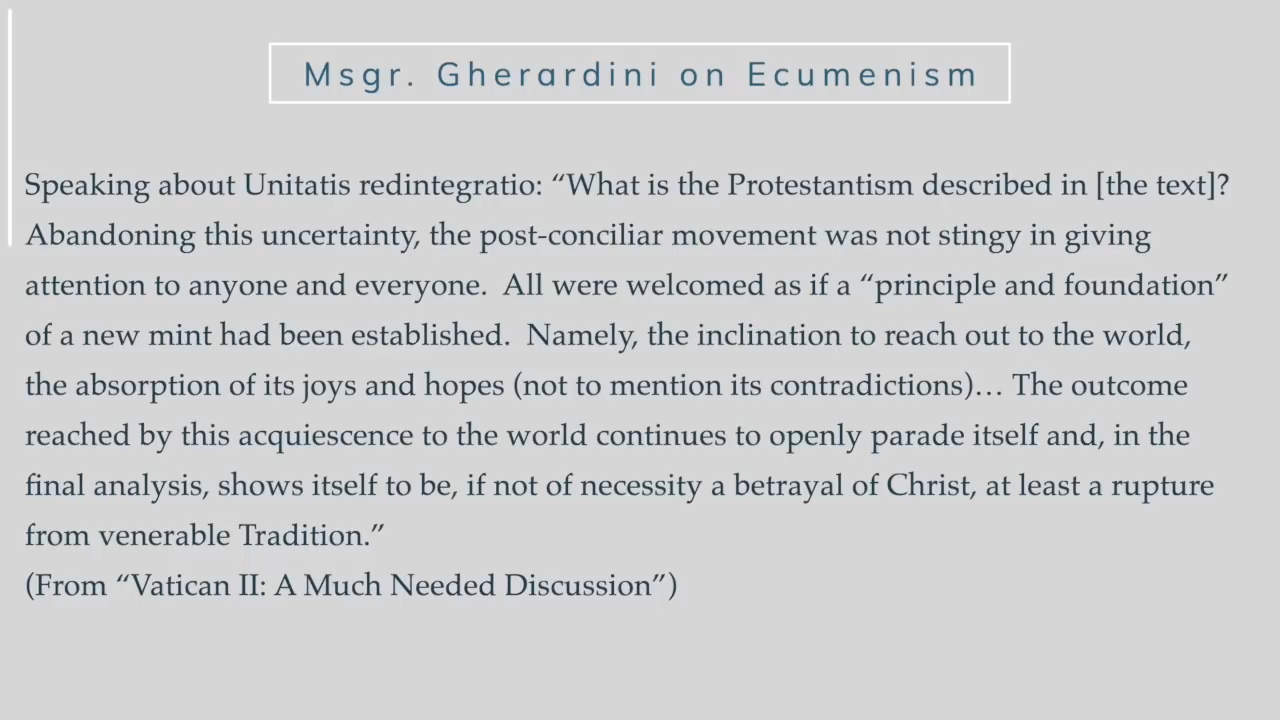 Msgr. Gherardini on Ecumenism
Speaking about Unitatis redintegratio: “What is the Protestantism described in [the text]?
Abandoning this uncertainty, the post-conciliar movement was not stingy in giving
attention to anyone and everyone.  All were welcomed as if a “principle and foundation”
of a new mint had been established.  Namely, the inclination to reach out to the world,
the absorption of its joys and hopes (not to mention its contradictions)… The outcome
reached by this acquiescence to the world continues to openly parade itself and, in the
final analysis, shows itself to be, if not of necessity a betrayal of Christ, at least a rupture
from venerable Tradition.”
(From “Vatican II: A Much Needed Discussion”)